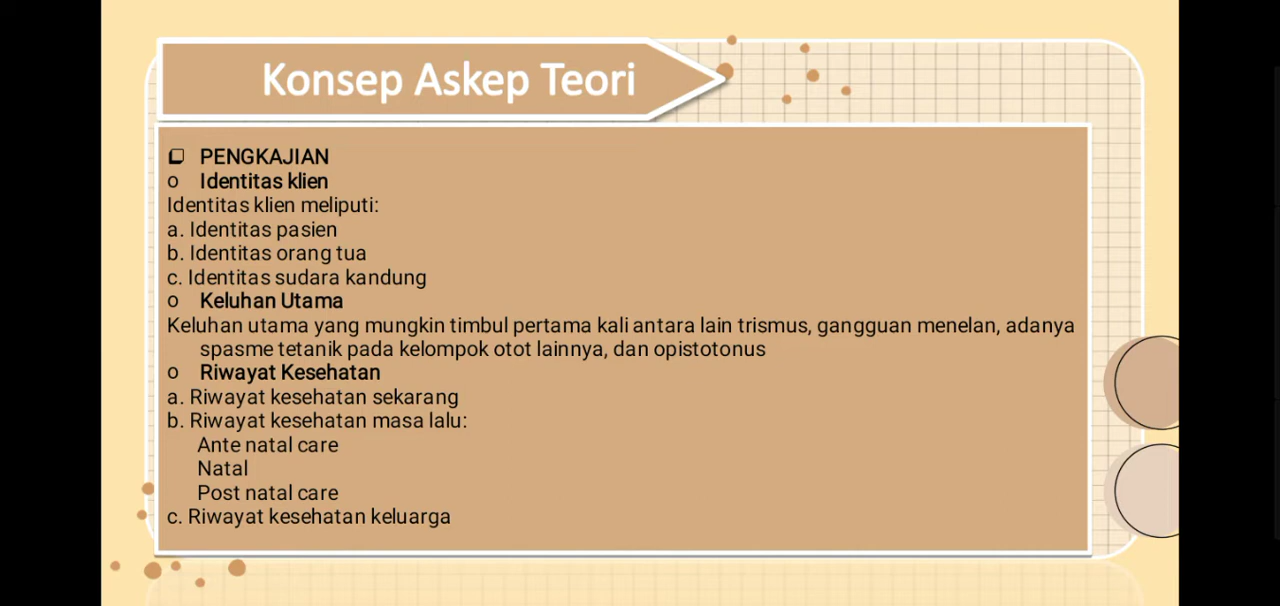 Konsep Askep Teori
❑ PENGKAJIAN
o Identitas klien
Identitas klien meliputi:
a. Identitas pasien
b. Identitas orang tua
c. Identitas sudara kandung
o Keluhan Utama
Keluhan utama yang mungkin timbul pertama kali antara lain trismus, gangguan menelan, adanya
spasme tetanik pada kelompok otot lainnya, dan opistotonus
o Riwayat Kesehatan
a. Riwayat kesehatan sekarang
b. Riwayat kesehatan masa lalu:
Ante natal care
Natal
Post natal care
c. Riwayat kesehatan keluarga